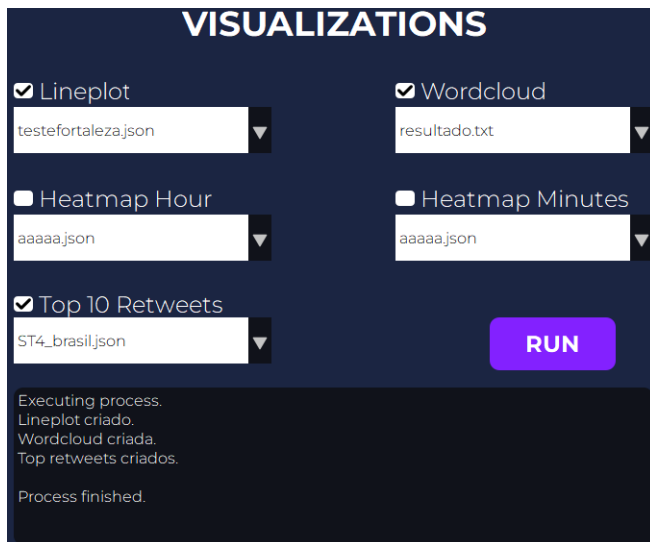 VISUALIZATIONS
Lineplot
Wordcloud
testefortaleza.json
resultado.txt
Heatmap Hour
Heatmap Minutes
aaaaa.json
aaaaa.json
Top 10 Retweets
ST4_brasil.json
RUN
Executing process.
Lineplot criado.
Wordcloud criada.
Top retweets criados.
Process finished.